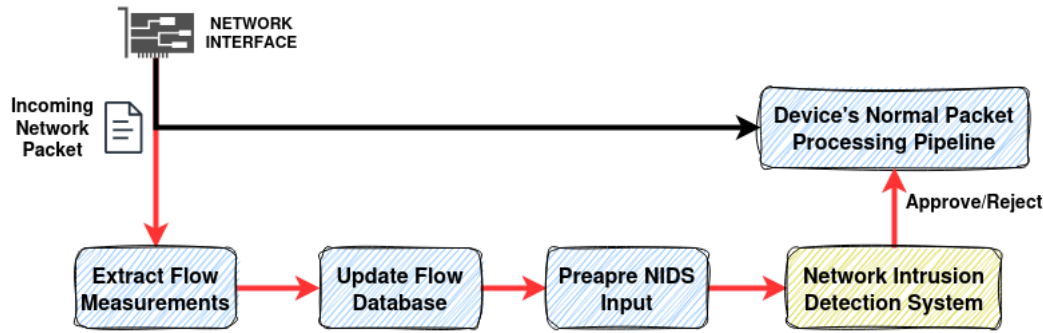 NETWORK
INTERFACE
Incoming
Network
Packet
Device's Normal Packet
Processing Pipeline
Approve/Reject
Extract Flow
Measurements
Update Flow
Database
Preapre NIDS
Input
Network Intrusion
Detection System